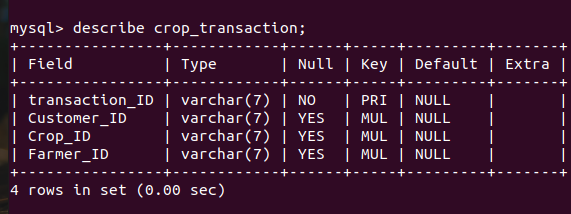 mysql> describe crop_transaction;
+----------------+------------+------+-----+---------+-------+
| Field          | Type       | Null | Key | Default | Extra |
+----------------+------------+------+-----+---------+-------+
| transaction_ID | varchar(7) | NO   | PRI | NULL    |       |
| Customer_ID    | varchar(7) | YES  | MUL | NULL    |       |
| Crop_ID        | varchar(7) | YES  | MUL | NULL    |       |
| Farmer_ID      | varchar(7) | YES  | MUL | NULL    |       |
+----------------+------------+------+-----+---------+-------+
4 rows in set (0.00 sec)